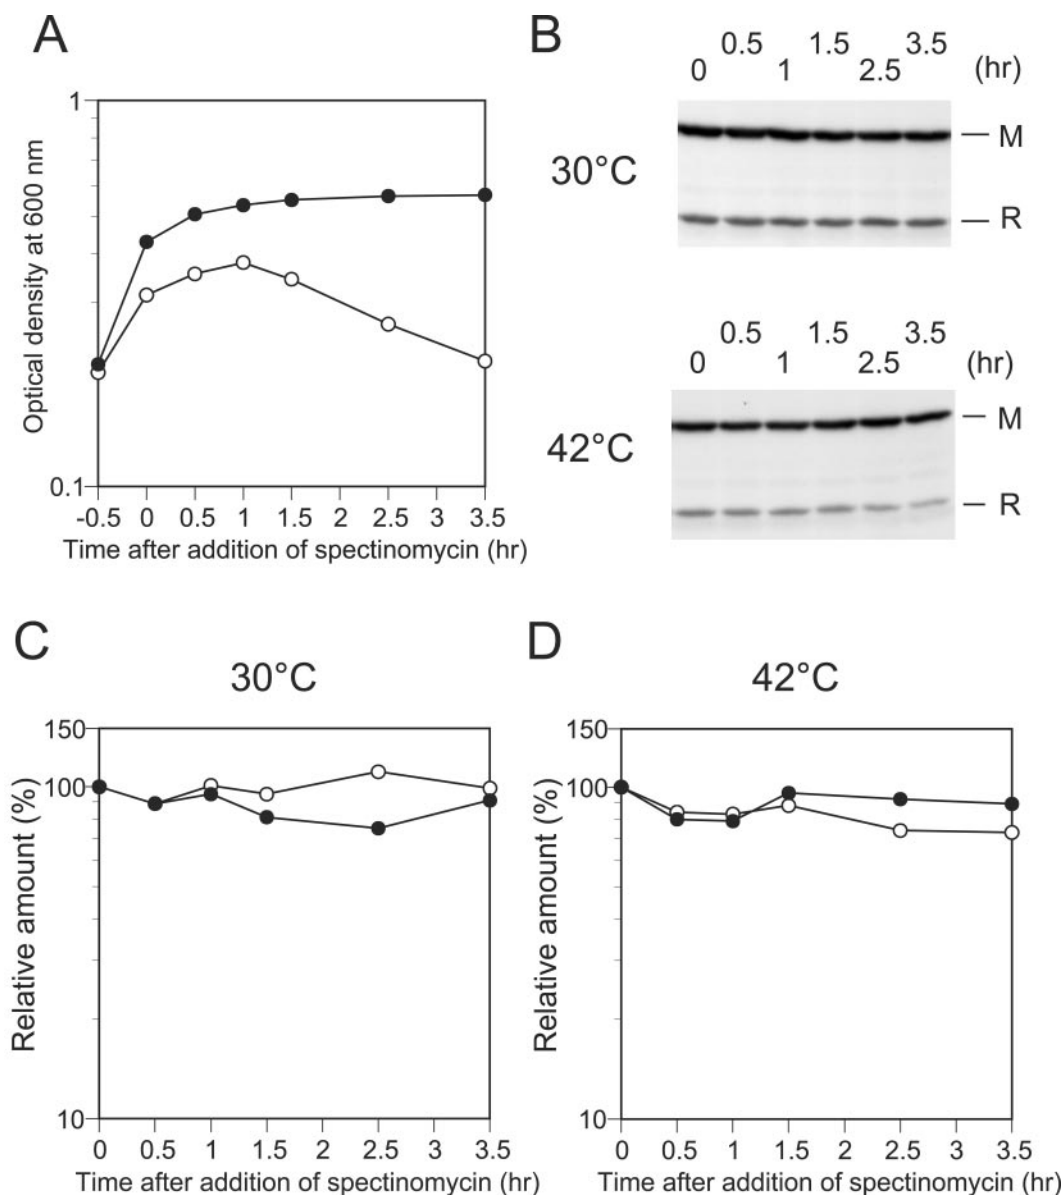 A
1
0.1
Optical density at 600 nm
-0.5 0 0.5 1 1.5 2 2.5 3 3.5
Time after addition of spectinomycin (hr)
B
0.5 1.5 3.5
0 1 2.5 (hr)
30°C
M
R
0.5 1.5 3.5
0 1 2.5 (hr)
42°C
M
R
C
30°C
150
100
10
Relative amount (%)
0 0.5 1 1.5 2 2.5 3 3.5
Time after addition of spectinomycin (hr)
D
42°C
150
100
10
Relative amount (%)
0 0.5 1 1.5 2 2.5 3 3.5
Time after addition of spectinomycin (hr)